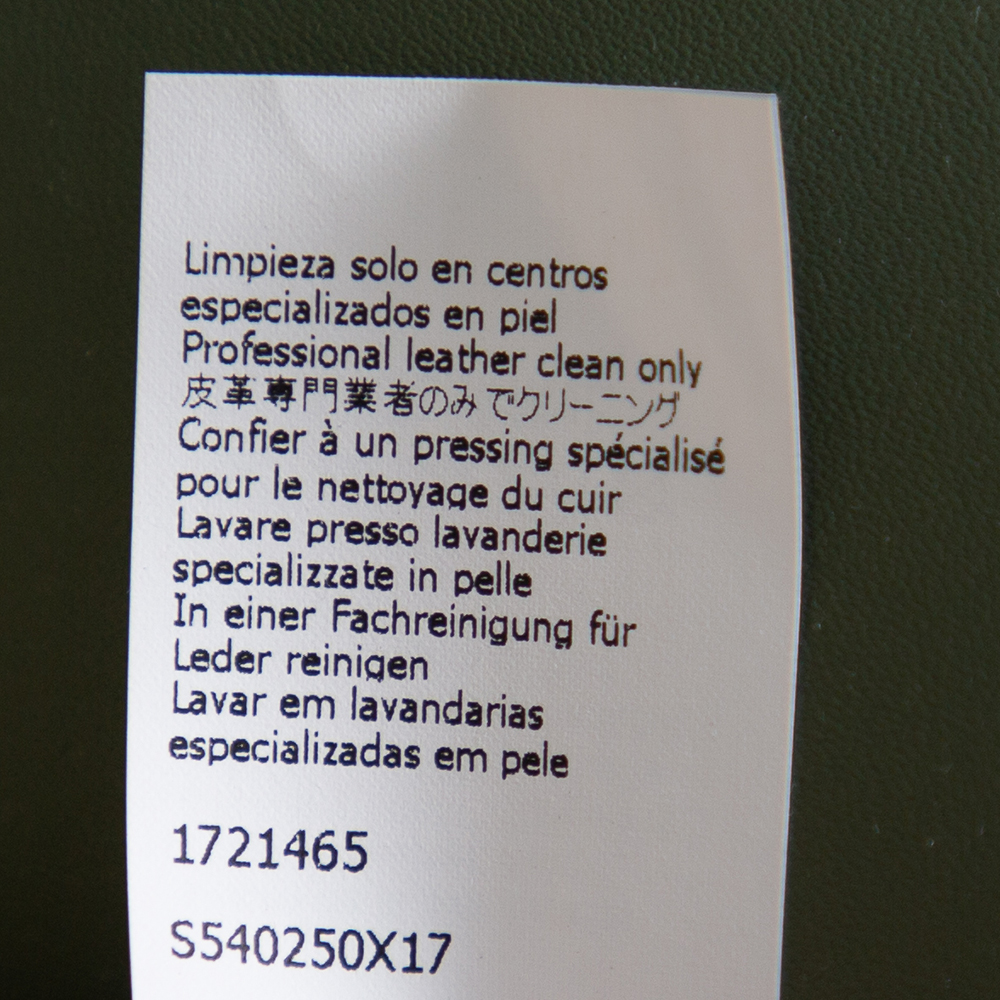 Limpieza solo en centros
especializados en piel
Professional leather clean only
皮革専門業者のみでクリーニング
Confier à un pressing spécialisé
pour le nettoyage du cuir
Lavare presso lavanderie
specializzate in pelle
In einer Fachreinigung für
Leder reinigen
Lavar em lavandarias
especializadas em pele
1721465
S540250X17